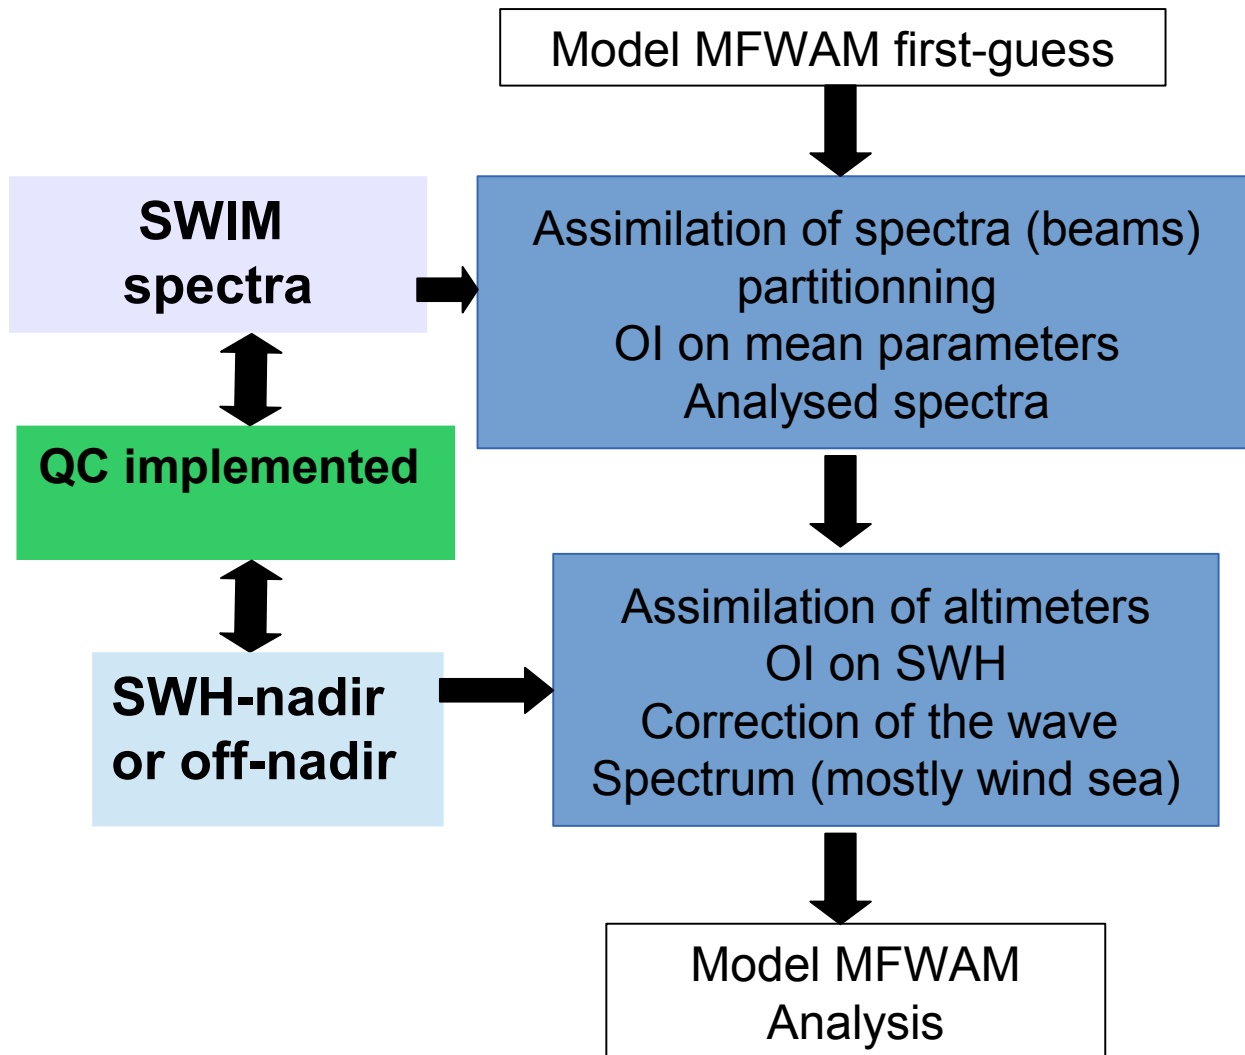 Model MFWAM first-guess
SWIM
spectra
Assimilation of spectra (beams)
partitionning
OI on mean parameters
Analysed spectra
QC implemented
SWH-nadir
or off-nadir
Assimilation of altimeters
OI on SWH
Correction of the wave
Spectrum (mostly wind sea)
Model MFWAM
Analysis